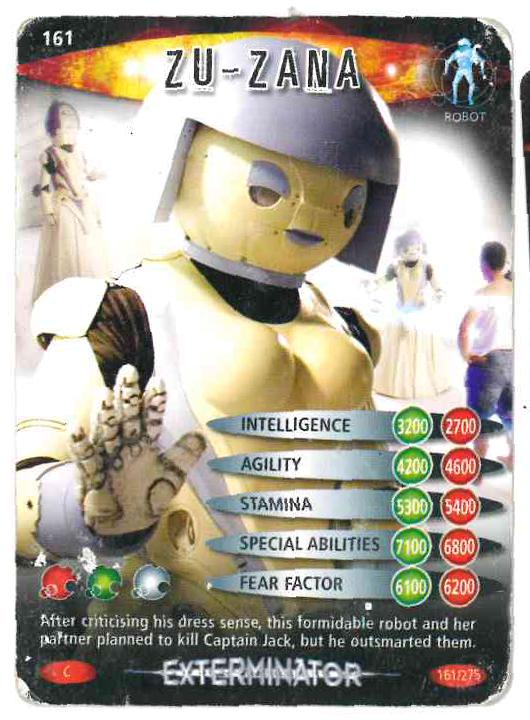 161
ZU-ZANA
ROBOT
INTELLIGENCE 3200 2700
AGILITY 4200 4600
STAMINA 5300 5400
SPECIAL ABILITIES 7100 6800
FEAR FACTOR 6100 6200
After criticising his dress sense, this formidable robot and her
partner planned to kill Captain Jack, but he outsmarted them.
C EXTERMINATOR 161/275